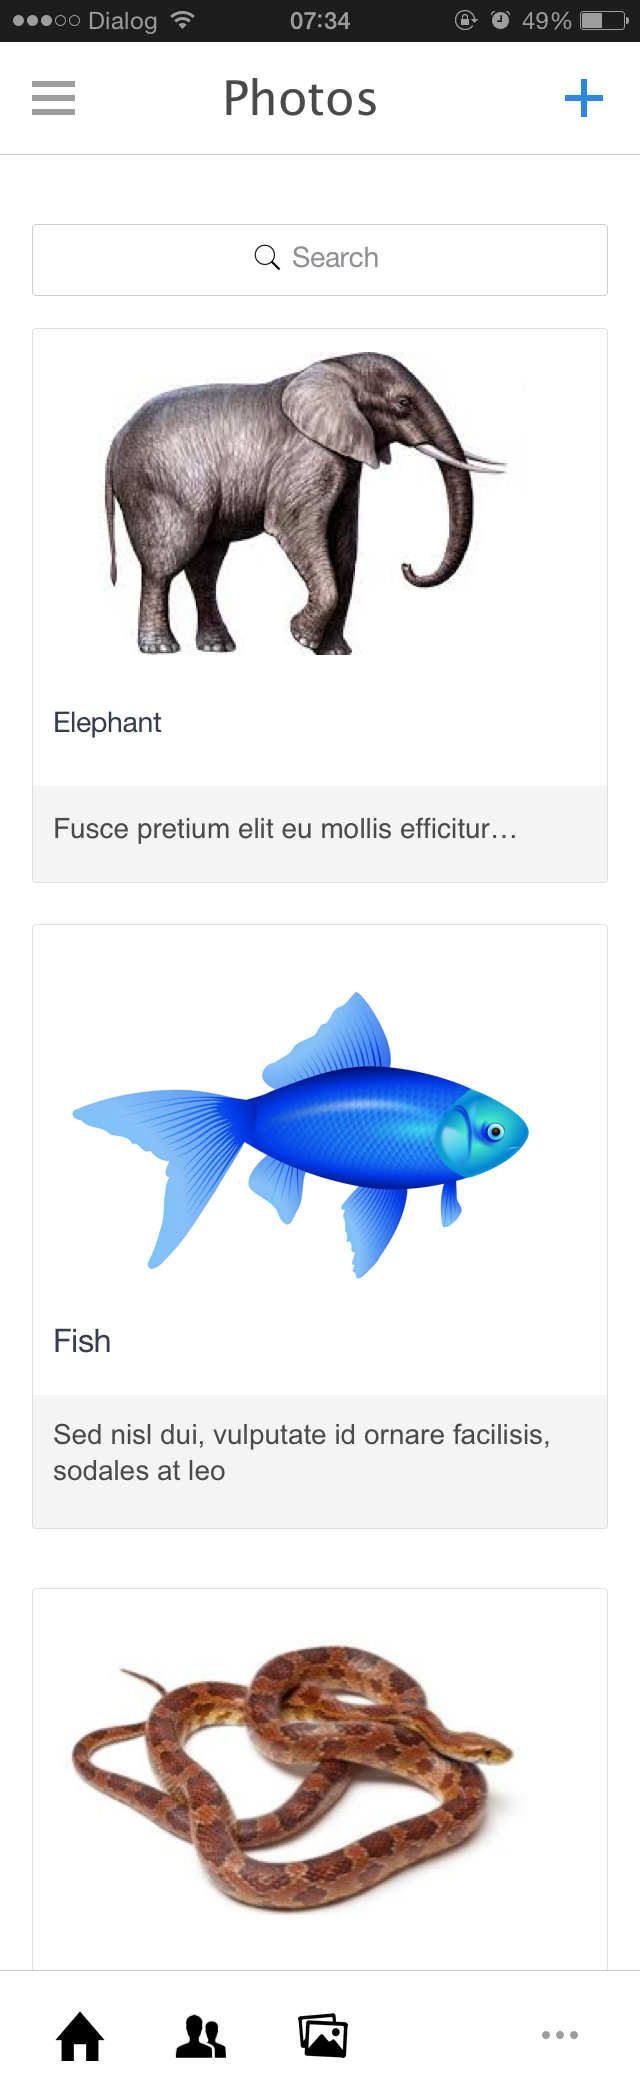 Dialog 07:34 49%
Photos
Search
Elephant
Fusce pretium elit eu mollis efficitur...
Fish
Sed nisl dui, vulputate id ornare facilisis,
sodales at leo